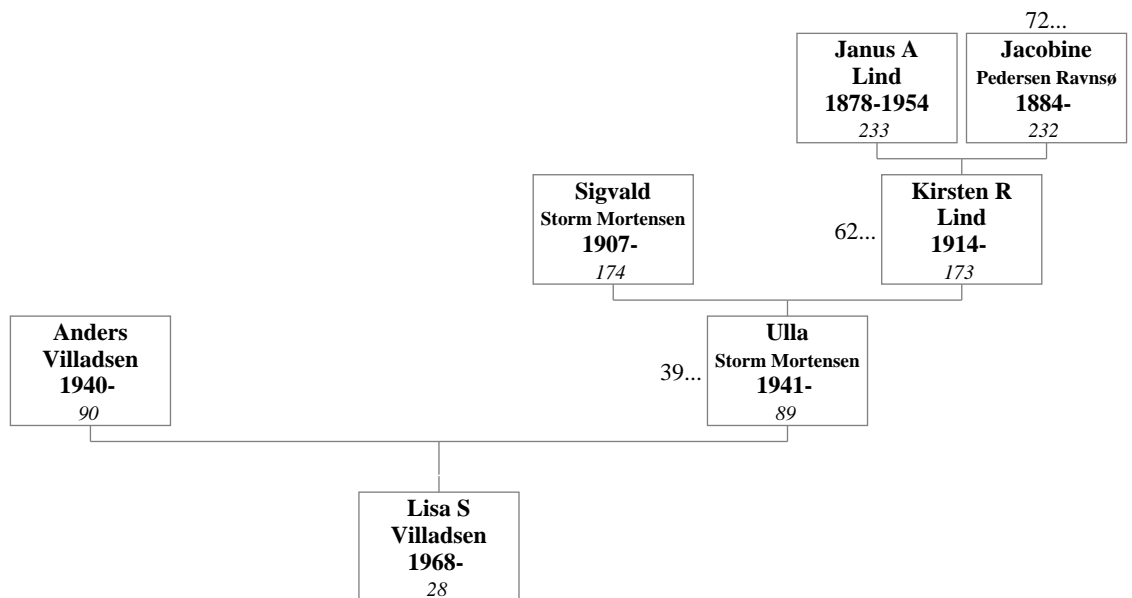 72...
Janus A
Lind
1878-1954
233
Jacobine
Pedersen Ravnsø
1884-
232
Sigvald
Storm Mortensen
1907-
174
62...
Kirsten R
Lind
1914-
173
Anders
Villadsen
1940-
90
39...
Ulla
Storm Mortensen
1941-
89
Lisa S
Villadsen
1968-
28